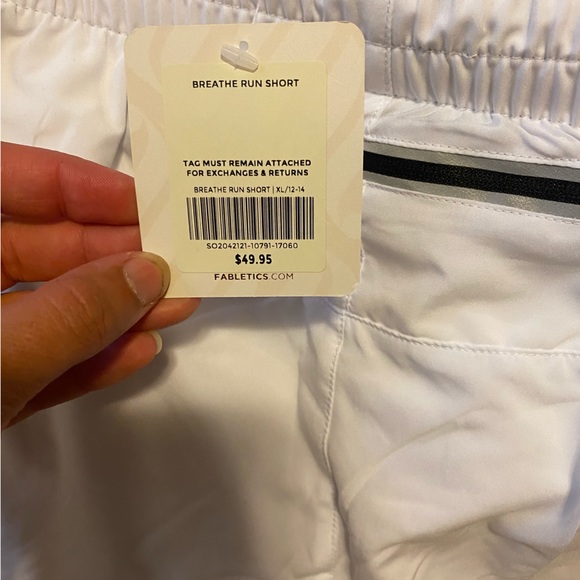 BREATHE RUN SHORT
TAG MUST REMAIN ATTACHED
FOR EXCHANGES & RETURNS
BREATHE RUN SHORT | XL/12-14
SO2042121-10791-17060
$49.95
FABLETICS.COM